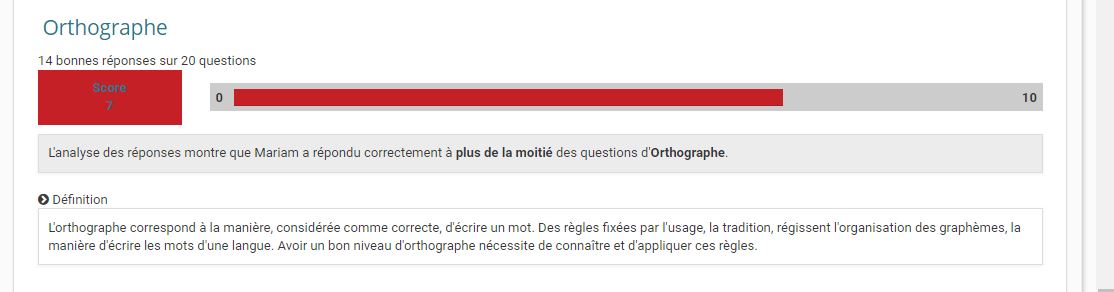 Orthographe
14 bonnes réponses sur 20 questions
Score
7
0
10
L'analyse des réponses montre que Mariam a répondu correctement à plus de la moitié des questions d'Orthographe.
Définition
L'orthographe correspond à la manière, considérée comme correcte, d'écrire un mot. Des règles fixées par l'usage, la tradition, régissent l'organisation des graphèmes, la
manière d'écrire les mots d'une langue. Avoir un bon niveau d'orthographe nécessite de connaître et d'appliquer ces règles.